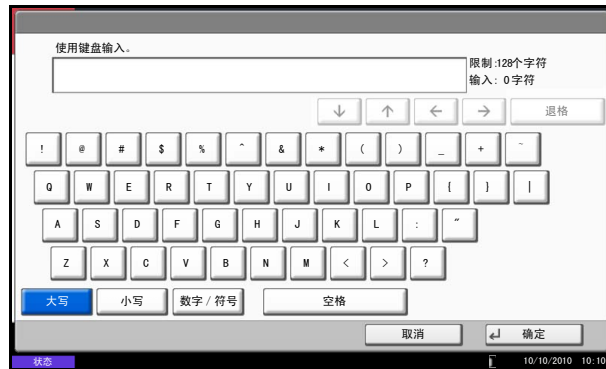 使用键盘输入。
限制:128个字符
输入: 0字符
↓ ↑ ← → 退格
! @ # $ % ^ & * ( ) _ + ~
Q W E R T Y U I O P { } |
A S D F G H J K L : "
Z X C V B N M < > ?
大写 小写 数字/符号 空格
取消 确定
状态 10/10/2010 10:10